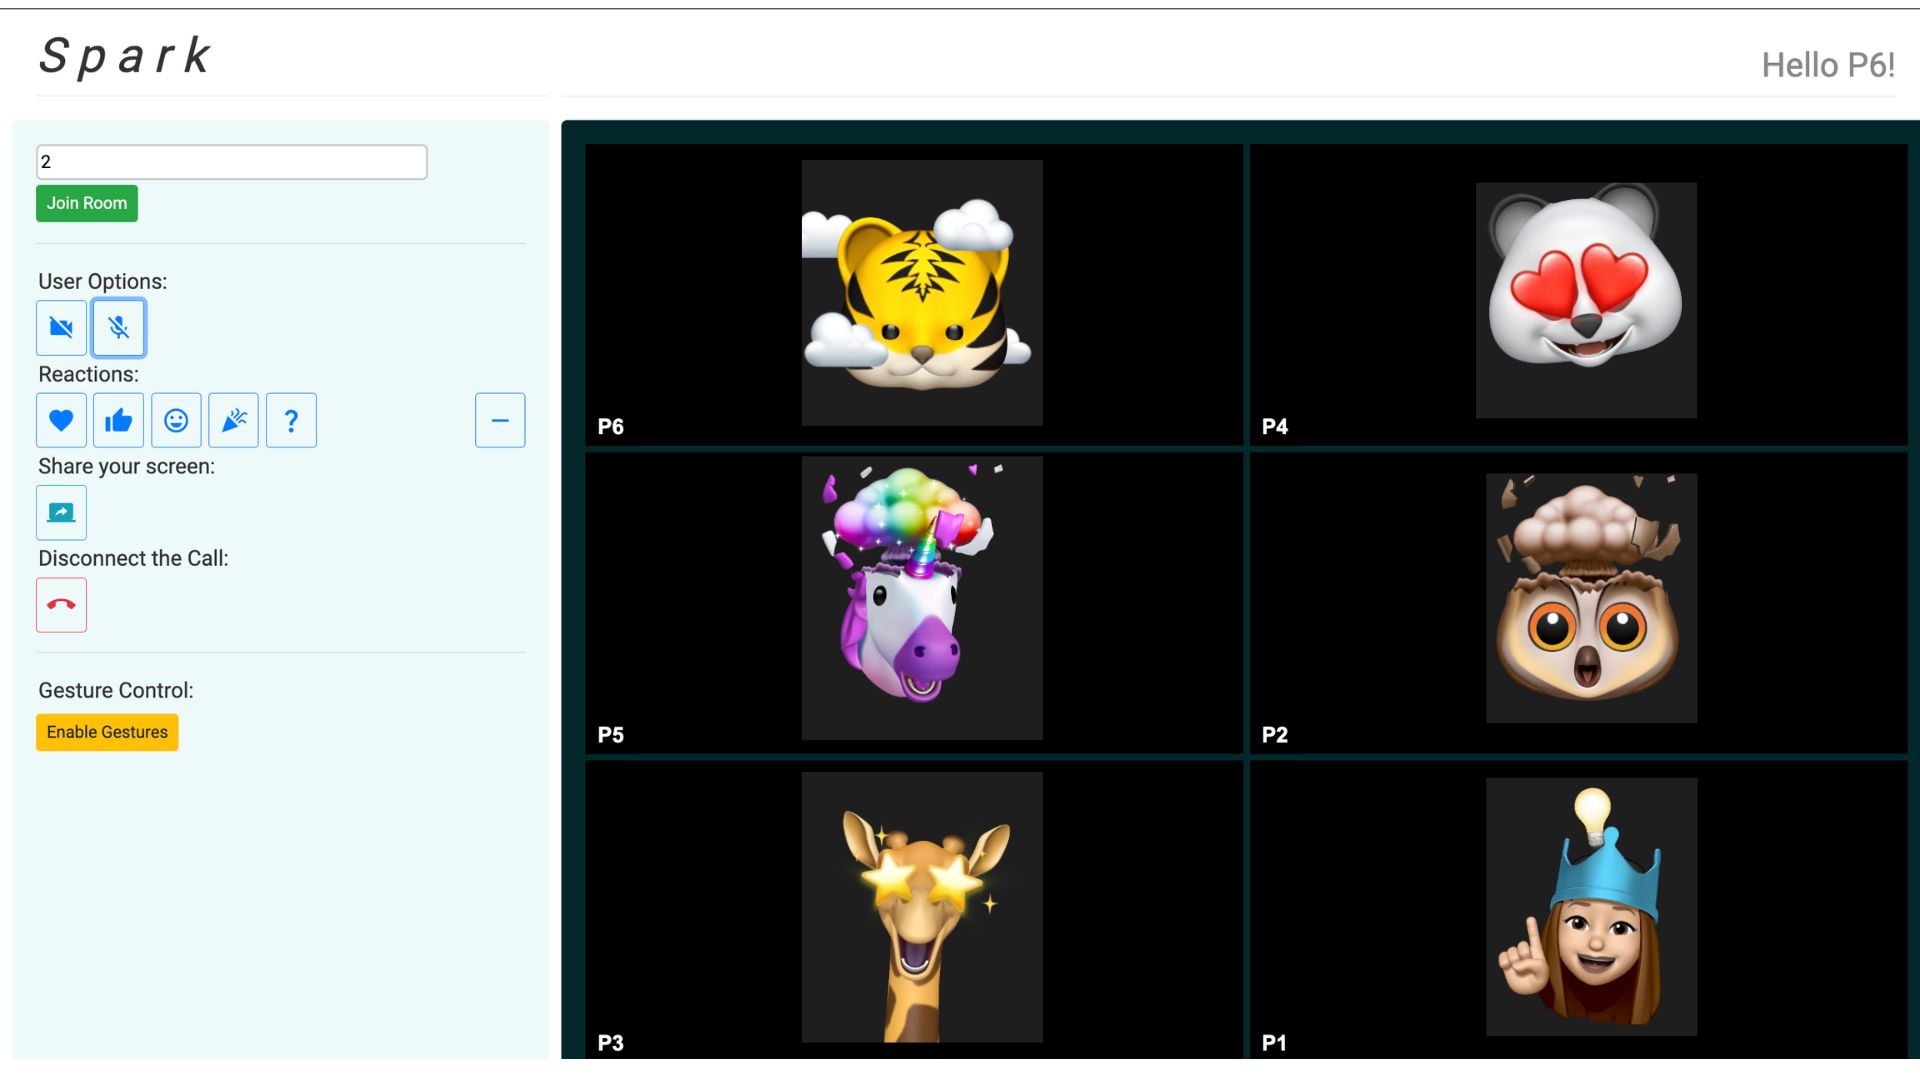 Spark
Hello P6!
2
Join Room
User Options:
Reactions:
?
Share your screen:
Disconnect the Call:
Gesture Control:
Enable Gestures
P6
P4
P5
P2
P3
P1